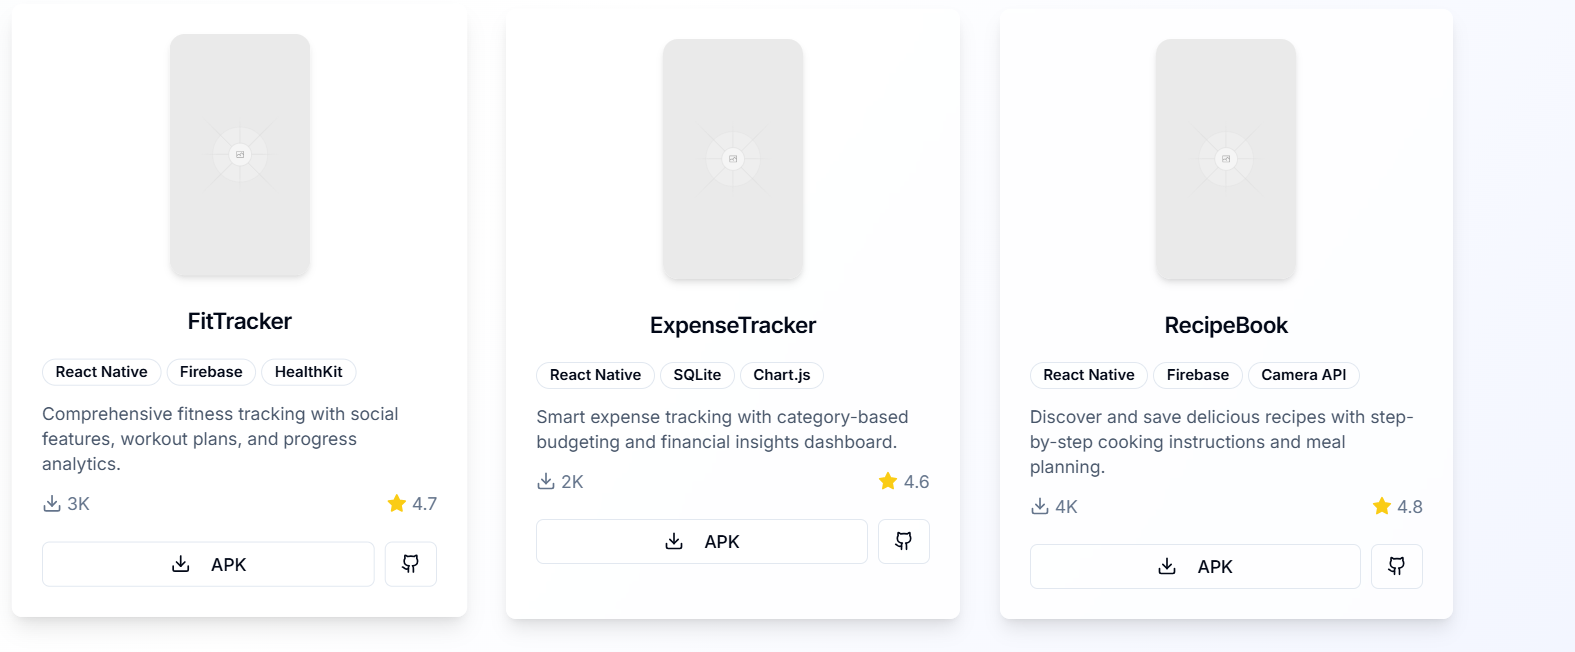 FitTracker
React Native Firebase HealthKit
Comprehensive fitness tracking with social
features, workout plans, and progress
analytics.
3K 4.7
APK
ExpenseTracker
React Native SQLite Chart.js
Smart expense tracking with category-based
budgeting and financial insights dashboard.
2K 4.6
APK
RecipeBook
React Native Firebase Camera API
Discover and save delicious recipes with step-
by-step cooking instructions and meal
planning.
4K 4.8
APK